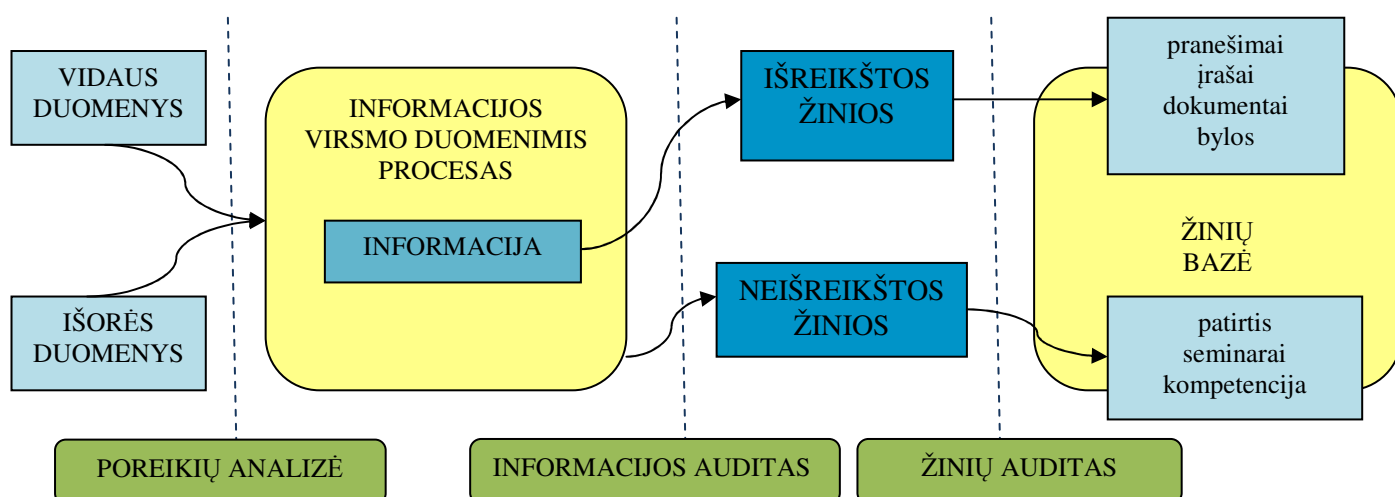 VIDAUS
DUOMENYS
IŠORĖS
DUOMENYS
INFORMACIJOS
VIRSMO DUOMENIMIS
PROCESAS
INFORMACIJA
IŠREIKŠTOS
ŽINIOS
NEIŠREIKŠTOS
ŽINIOS
pranešimai
įrašai
dokumentai
bylos
ŽINIŲ
BAZĖ
patirtis
seminarai
kompetencija
POREIKIŲ ANALIZĖ
INFORMACIJOS AUDITAS
ŽINIŲ AUDITAS